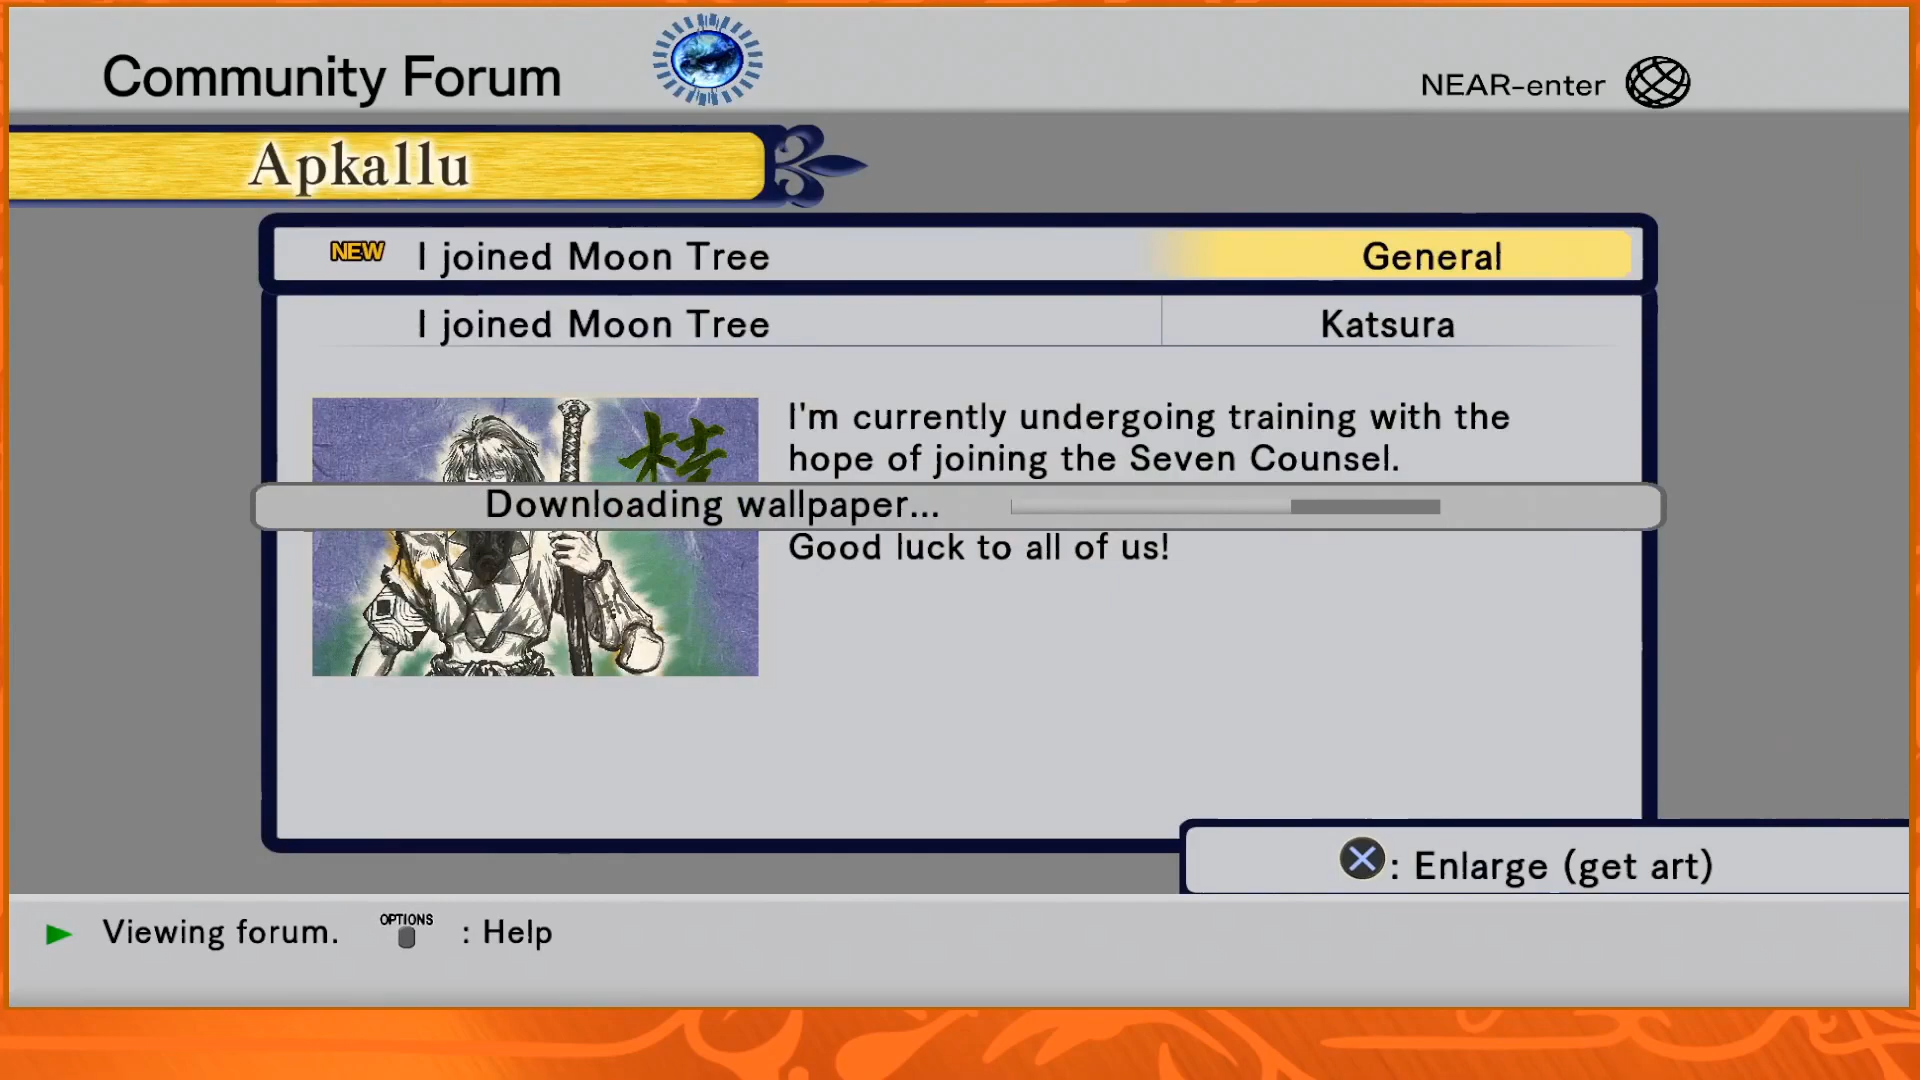 Community Forum
NEAR-enter
Apkallu
NEW I joined Moon Tree General
I joined Moon Tree Katsura
桂
I'm currently undergoing training with the
hope of joining the Seven Counsel.
Downloading wallpaper...
Good luck to all of us!
: Enlarge (get art)
Viewing forum. OPTIONS : Help